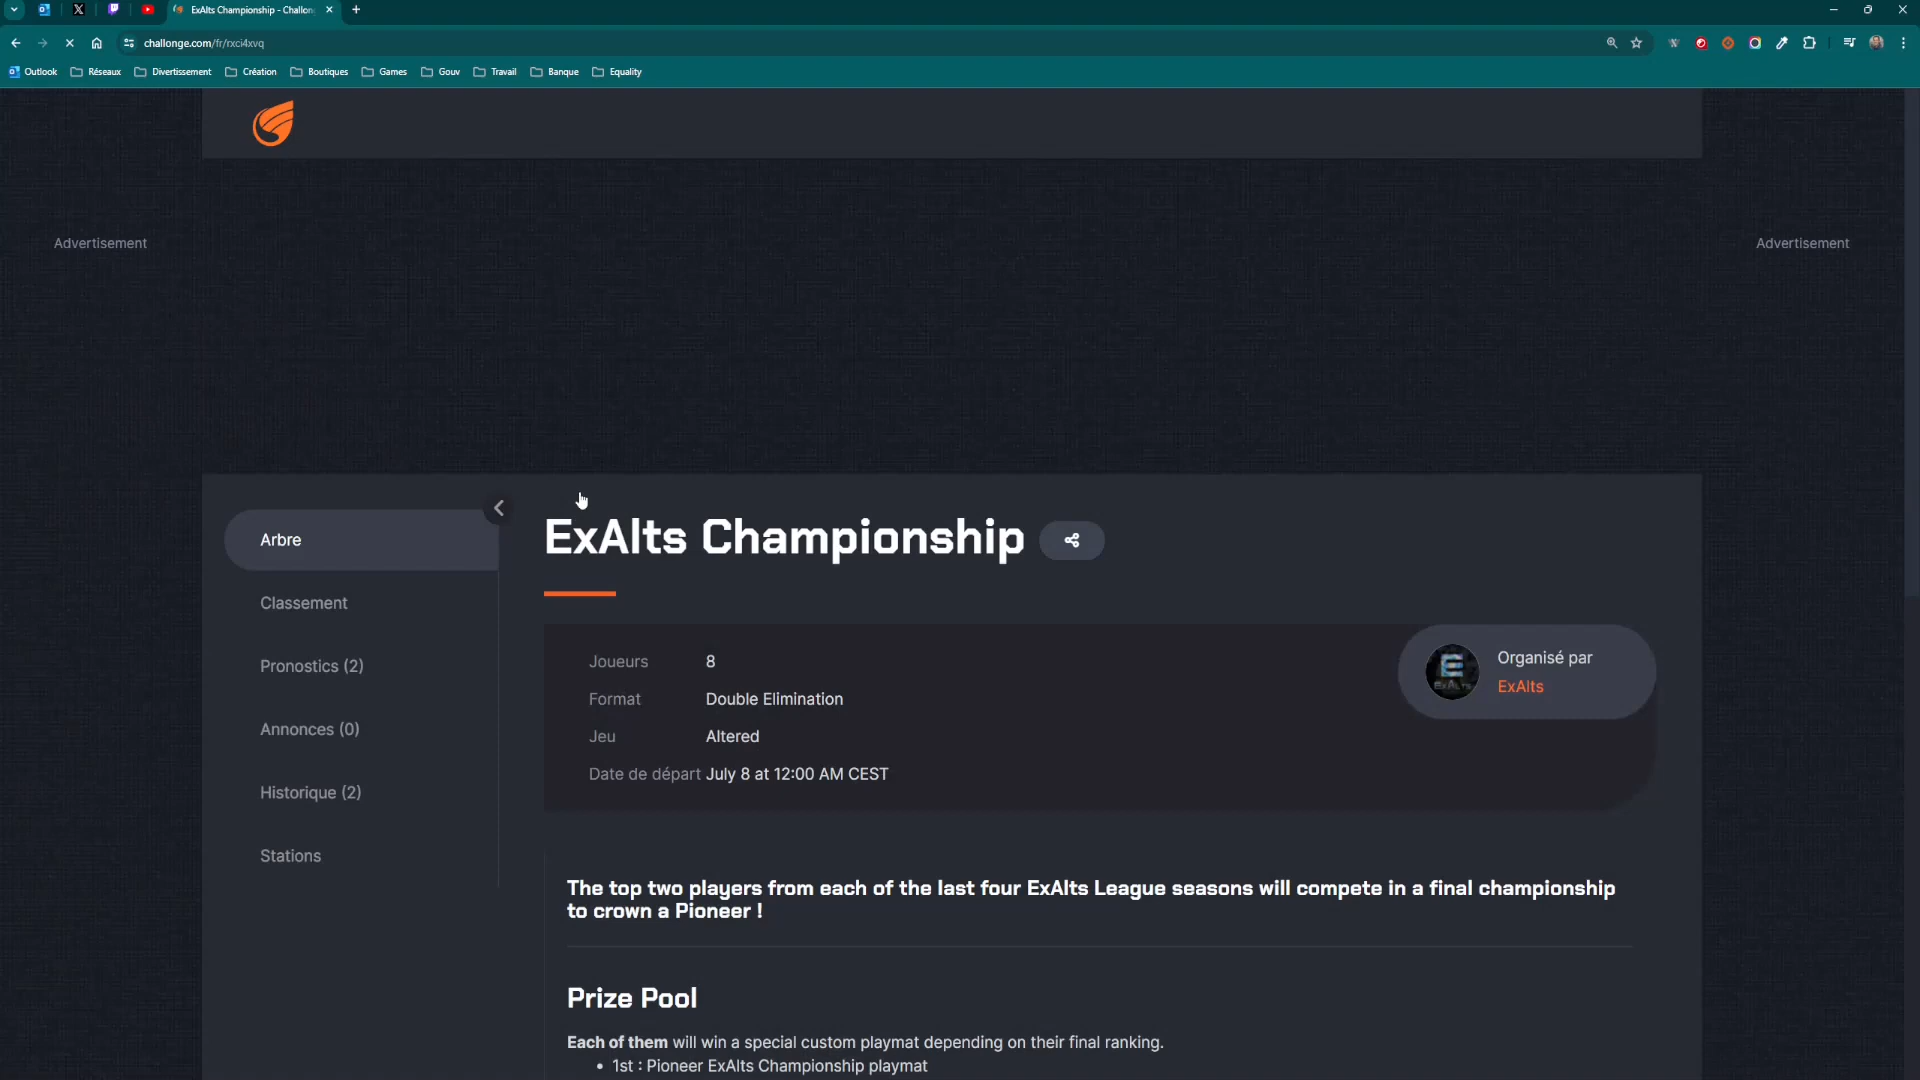 ExAlts Championship - Challon
challonge.com/fr/rxci4xvq
Outlook
Réseaux
Divertissement
Création
Boutiques
Games
Gouv
Travail
Banque
Equality
Advertisement
Advertisement
Arbre
Classement
Pronostics (2)
Annonces (0)
Historique (2)
Stations
ExAlts Championship
Joueurs 8
Format Double Elimination
Jeu Altered
Date de départ July 8 at 12:00 AM CEST
Organisé par
ExAlts
The top two players from each of the last four ExAlts League seasons will compete in a final championship
to crown a Pioneer !
Prize Pool
Each of them will win a special custom playmat depending on their final ranking.
• 1st : Pioneer ExAlts Championship playmat